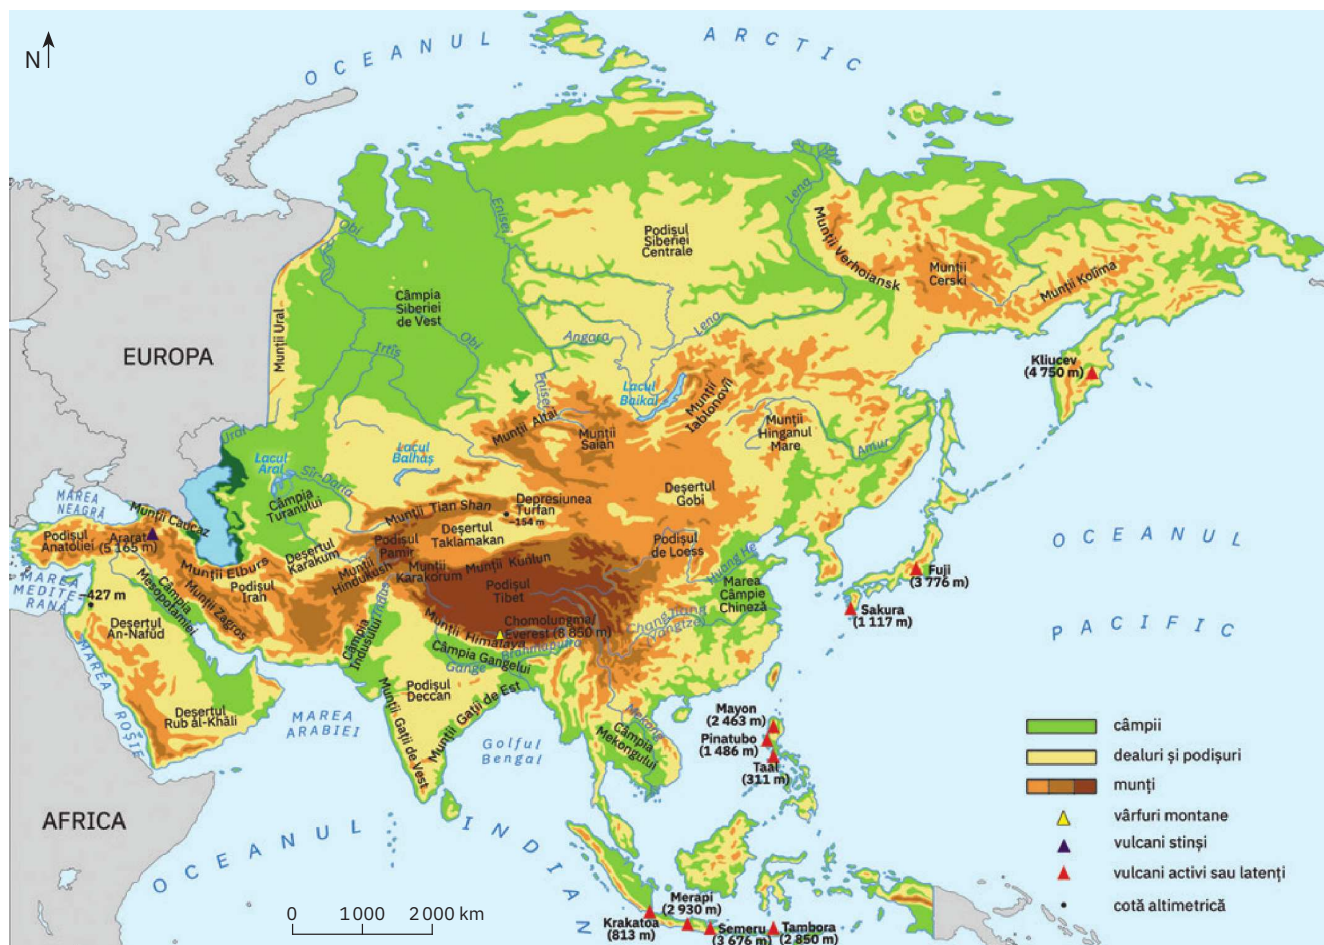 N
OCEANUL ARCTIC
EUROPA
Munții Ural
Obi
Câmpia
Siberiei
de Vest
Irtîș
Obi
Enisei
Podișul
Siberiei
Centrale
Lena
Munții Verhoiansk
Munții
Cerski
Munții Kolîma
Kliucev
(4 750 m)
Angara
Lena
Enisei
Lacul
Baikal
Munții
Iablonovîi
Munții Altai
Munții
Saian
Munții
Hinganul
Mare
Amur
Ural
Lacul
Aral
Sîr-Daria
Lacul
Balhaș
Câmpia
Turanului
Deșertul
Karakum
Munții Tian Shan
Depresiunea
Turfan
-154 m
Deșertul
Gobi
MAREA
NEAGRĂ
Munții Caucaz
Podișul
Anatoliei
Ararat
(5 165 m)
Munții Elburs
Podișul
Iran
Munții
Hindukush
Podișul
Pamir
Deșertul
Taklamakan
Munții
Karakorum
Munții Kunlun
Podișul
de Loess
Huang He
Marea
Câmpie
Chineză
Fuji
(3 776 m)
Sakura
(1 117 m)
OCEANUL
PACIFIC
MAREA
MEDITE-
RANĂ
-427 m
Câmpia
Mesopotamiei
Munții Zagros
Deșertul
An-Nafud
Deșertul
Rub al-Khali
MAREA ROȘIE
MAREA
ARABIEI
Indus
Câmpia
Indusului
Podișul
Tibet
Chomolungma/
Everest (8 850 m)
Munții Himalaya
Brahmaputra
Câmpia Gangelui
Gange
Chang Jiang
(Yangtze)
Podișul
Deccan
Munții Gații de Vest
Munții Gații de Est
Golful
Bengal
Mekong
Câmpia
Mekongului
Mayon
(2 463 m)
Pinatubo
(1 486 m)
Taal
(311 m)
AFRICA
OCEANUL INDIAN
0 1 000 2 000 km
Krakatoa
(813 m)
Merapi
(2 930 m)
Semeru
(3 676 m)
Tambora
(2 850 m)
câmpii
dealuri și podișuri
munți
vârfuri montane
vulcani stinși
vulcani activi sau latenți
cotă altimetrică